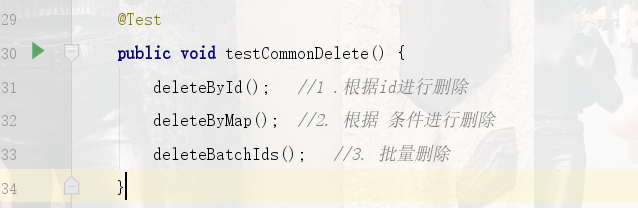 29 @Test
30 public void testCommonDelete() {
31 deleteById(); //1 .根据id进行删除
32 deleteByMap(); //2. 根据 条件进行删除
33 deleteBatchIds(); //3. 批量删除
34 }